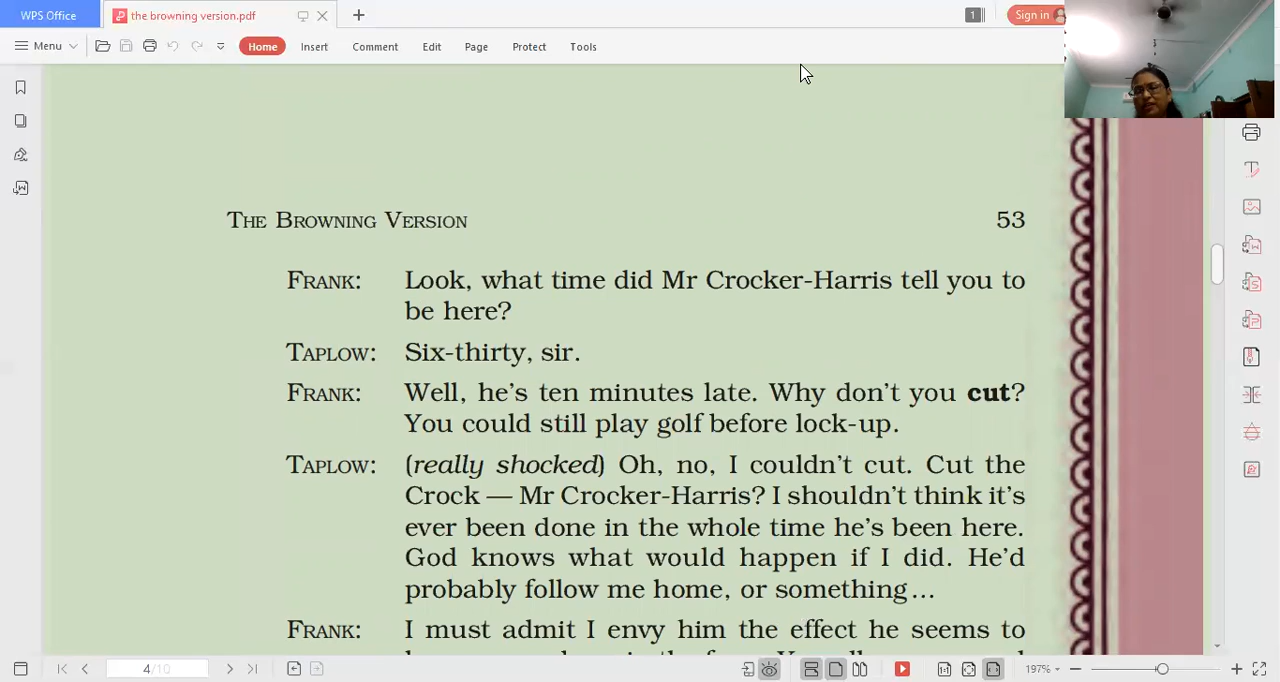 WPS Office
the browning version.pdf
1
Sign in
Menu
Home
Insert
Comment
Edit
Page
Protect
Tools
THE BROWNING VERSION 53
FRANK: Look, what time did Mr Crocker-Harris tell you to
be here?
TAPLOW: Six-thirty, sir.
FRANK: Well, he's ten minutes late. Why don't you cut?
You could still play golf before lock-up.
TAPLOW: (really shocked) Oh, no, I couldn't cut. Cut the
Crock — Mr Crocker-Harris? I shouldn't think it's
ever been done in the whole time he's been here.
God knows what would happen if I did. He'd
probably follow me home, or something...
FRANK: I must admit I envy him the effect he seems to
4/10
197%